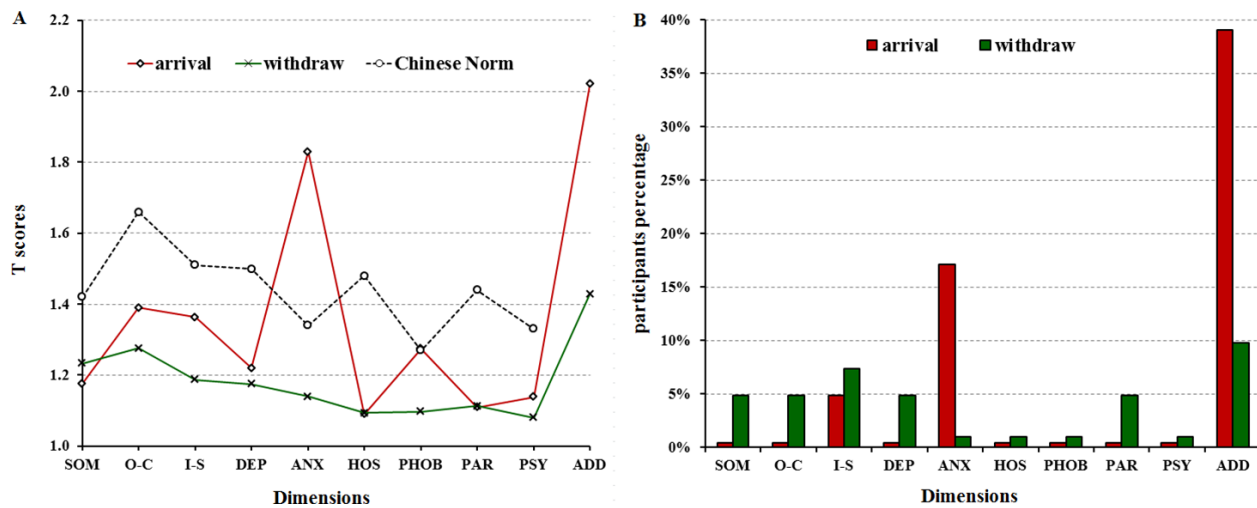 A
2.2
2.0
1.8
1.6
1.4
1.2
1.0
T scores
arrival withdraw Chinese Norm
SOM O-C I-S DEP ANX HOS PHOB PAR PSY ADD
Dimensions
B
40%
35%
30%
25%
20%
15%
10%
5%
0%
participants percentage
arrival withdraw
SOM O-C I-S DEP ANX HOS PHOB PAR PSY ADD
Dimensions